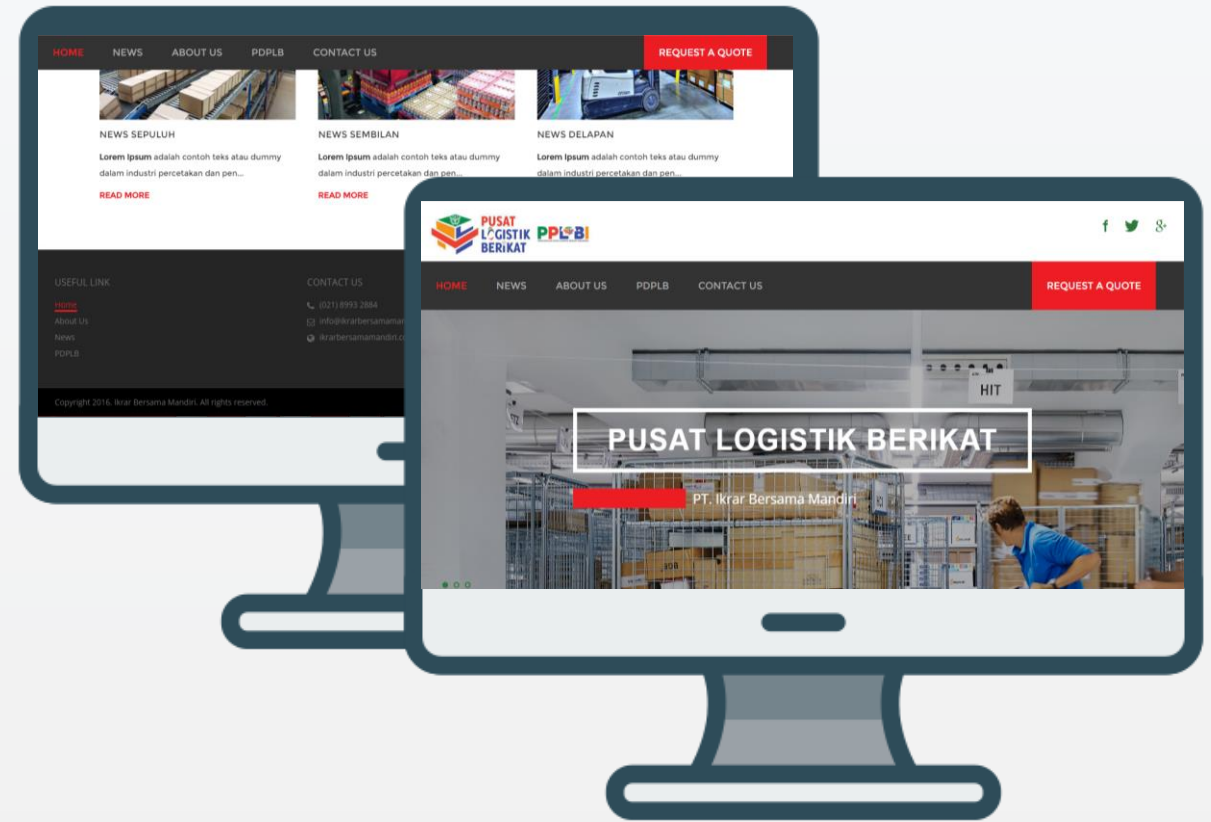 HOME NEWS ABOUT US PDPLB CONTACT US REQUEST A QUOTE
NEWS SEPULUH
Lorem Ipsum adalah contoh teks atau dummy
dalam industri percetakan dan pen...
READ MORE
NEWS SEMBILAN
Lorem Ipsum adalah contoh teks atau dummy
dalam industri percetakan dan pen...
READ MORE
NEWS DELAPAN
Lorem Ipsum adalah contoh teks atau dummy
dalam industri percetakan dan pen...
USEFUL LINK
Home
About Us
News
PDPLB
CONTACT US
(021) 8993 2884
info@ikrarbersamaman
ikrarbersamamandiri.c
Copyright 2016. Ikrar Bersama Mandiri. All rights reserved.
PUSAT
LOGISTIK
BERIKAT
PPLBI
f g+
HOME NEWS ABOUT US PDPLB CONTACT US REQUEST A QUOTE
HIT
PUSAT LOGISTIK BERIKAT
PT. Ikrar Bersama Mandiri